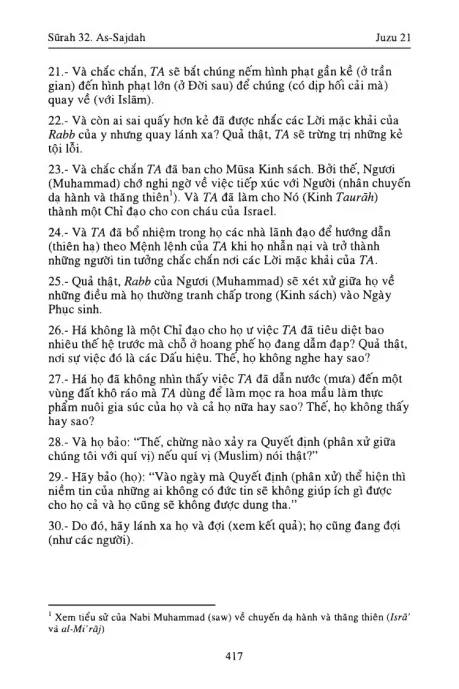 Sūrah 32. As-Sajdah Juzu 21
21.- Và chắc chắn, TA sẽ bắt chúng nếm hình phạt gần kề (ở trần
gian) đến hình phạt lớn (ở Đời sau) để chúng (có dịp hối cải mà)
quay về (với Islām).
22.- Và còn ai sai quấy hơn kẻ đã được nhắc các Lời mặc khải của
Rabb của y nhưng quay lánh xa? Quả thật, TA sẽ trừng trị những kẻ
tội lỗi.
23.- Và chắc chắn TA đã ban cho Mūsa Kinh sách. Bởi thế, Ngươi
(Muhammad) chớ nghi ngờ về việc tiếp xúc với Người (nhân chuyến
dạ hành và thăng thiên¹). Và TA đã làm cho Nó (Kinh Taurāh)
thành một Chỉ đạo cho con cháu của Israel.
24.- Và TA đã bổ nhiệm trong họ các nhà lãnh đạo để hướng dẫn
(thiên hạ) theo Mệnh lệnh của TA khi họ nhẫn nại và trở thành
những người tin tưởng chắc chắn nơi các Lời mặc khải của TA.
25.- Quả thật, Rabb của Ngươi (Muhammad) sẽ xét xử giữa họ về
những điều mà họ thường tranh chấp trong (Kinh sách) vào Ngày
Phục sinh.
26.- Há không là một Chỉ đạo cho họ ư việc TA đã tiêu diệt bao
nhiêu thế hệ trước mà chỗ ở hoang phế họ đang dẫm đạp? Quả thật,
nơi sự việc đó là các Dấu hiệu. Thế, họ không nghe hay sao?
27.- Há họ đã không nhìn thấy việc TA đã dẫn nước (mưa) đến một
vùng đất khô ráo mà TA dùng để làm mọc ra hoa mầu làm thực
phẩm nuôi gia súc của họ và cả họ nữa hay sao? Thế, họ không thấy
hay sao?
28.- Và họ bảo: “Thế, chừng nào xảy ra Quyết định (phân xử giữa
chúng tôi với quí vị) nếu quí vị (Muslim) nói thật?”
29.- Hãy bảo (họ): “Vào ngày mà Quyết định (phân xử) thể hiện thì
niềm tin của những ai không có đức tin sẽ không giúp ích gì được
cho họ cả và họ cũng sẽ không được dung tha.”
30.- Do đó, hãy lánh xa họ và đợi (xem kết quả); họ cũng đang đợi
(như các người).
¹ Xem tiểu sử của Nabi Muhammad (saw) về chuyến dạ hành và thăng thiên (Isrā’
và al-Mi’rāj)
417